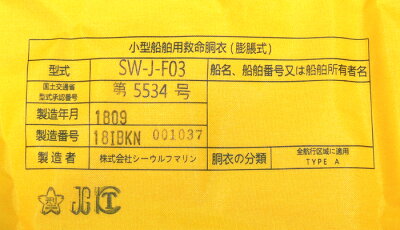 小型船舶用救命胴衣(膨脹式)
型式 SW-J-F03 船名、船舶番号又は船舶所有者名
国土交通省型式承認番号 第 5534 号
製造年月 1809
製造番号 18IBKN 001037
製造者 株式会社シーウルフマリン 胴衣の分類 全航行区域に適用 TYPE A
型